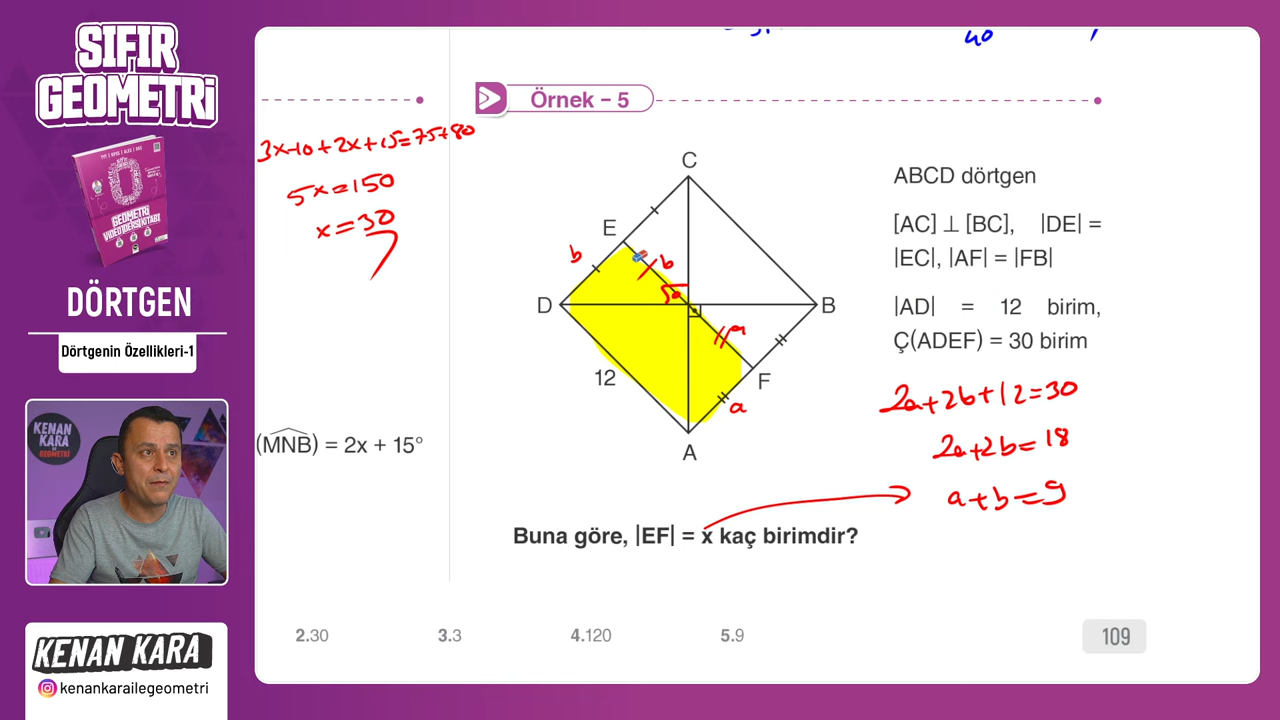 SIFIR
GEOMETRİ
GEOMETRİ
VİDEO DERS KİTABI
DÖRTGEN
Dörtgenin Özellikleri-1
KENAN
KARA
ile
GEOMETRİ
KENAN KARA
kenankarailegeometri
3x-10+2x+15=75+80
5x=150
x=30
(MNB) = 2x + 15°
40
Örnek – 5
C
E
b
b
D
B
a
12
F
a
A
ABCD dörtgen
[AC] ⊥ [BC], |DE| =
|EC|, |AF| = |FB|
|AD| = 12 birim,
Ç(ADEF) = 30 birim
2a+2b+12=30
2a+2b=18
a+b=9
Buna göre, |EF| = x kaç birimdir?
2.30 3.3 4.120 5.9
109